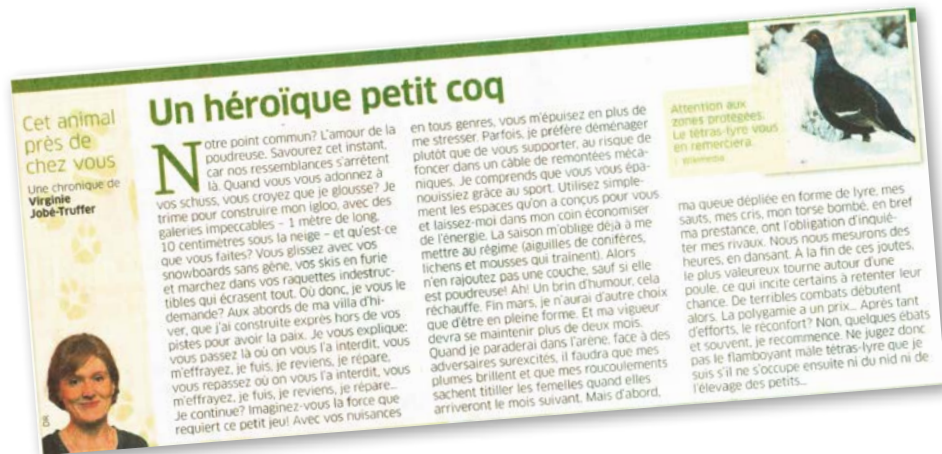 Cet animal
près de
chez vous
Une chronique de
Virginie
Jobé-Truffer
Un héroïque petit coq
Notre point commun? L'amour de la
poudreuse. Savourez cet instant,
car nos ressemblances s'arrêtent
là. Quand vous vous adonnez à
vos schuss, vous croyez que je glousse? Je
trime pour construire mon igloo, avec des
galeries impeccables – 1 mètre de long,
10 centimètres sous la neige – et qu'est-ce
que vous faites? Vous glissez avec vos
snowboards sans gêne, vos skis en furie
et marchez dans vos raquettes indestruc-
tibles qui écrasent tout. Où donc, je vous le
demande? Aux abords de ma villa d'hi-
ver, que j'ai construite exprès hors de vos
pistes pour avoir la paix. Je vous explique:
vous passez là où on vous l'a interdit, vous
m'effrayez, je fuis, je reviens, je répare,
vous repassez où on vous l'a interdit, vous
m'effrayez, je fuis, je reviens, je répare...
Je continue? Imaginez-vous la force que
requiert ce petit jeu! Avec vos nuisances
en tous genres, vous m'épuisez en plus de
me stresser. Parfois, je préfère déménager
plutôt que de vous supporter, au risque de
foncer dans un câble de remontées méca-
niques. Je comprends que vous vous épa-
nouissiez grâce au sport. Utilisez simple-
ment les espaces qu'on a conçus pour vous
et laissez-moi dans mon coin économiser
de l'énergie. La saison m'oblige déjà à me
mettre au régime (aiguilles de conifères,
lichens et mousses qui traînent). Alors
n'en rajoutez pas une couche, sauf si elle
est poudreuse! Ah! Un brin d'humour, cela
réchauffe. Fin mars, je n'aurai d'autre choix
que d'être en pleine forme. Et ma vigueur
devra se maintenir plus de deux mois.
Quand je paraderai dans l'arène, face à des
adversaires surexcités, il faudra que mes
plumes brillent et que mes roucoulements
sachent titiller les femelles quand elles
arriveront le mois suivant. Mais d'abord,
Attention aux
zones protégées.
Le tétras-lyre vous
en remerciera.
ma queue dépliée en forme de lyre, mes
sauts, mes cris, mon torse bombé, en bref
ma prestance, ont l'obligation d'inquié-
ter mes rivaux. Nous nous mesurons des
heures, en dansant. À la fin de ces joutes,
le plus valeureux tourne autour d'une
poule, ce qui incite certains à retenter leur
chance. De terribles combats débutent
alors. La polygamie a un prix... Après tant
d'efforts, le réconfort? Non, quelques ébats
et souvent, je recommence. Ne jugez donc
pas le flamboyant mâle tétras-lyre que je
suis s'il ne s'occupe ensuite ni du nid ni de
l'élevage des petits...